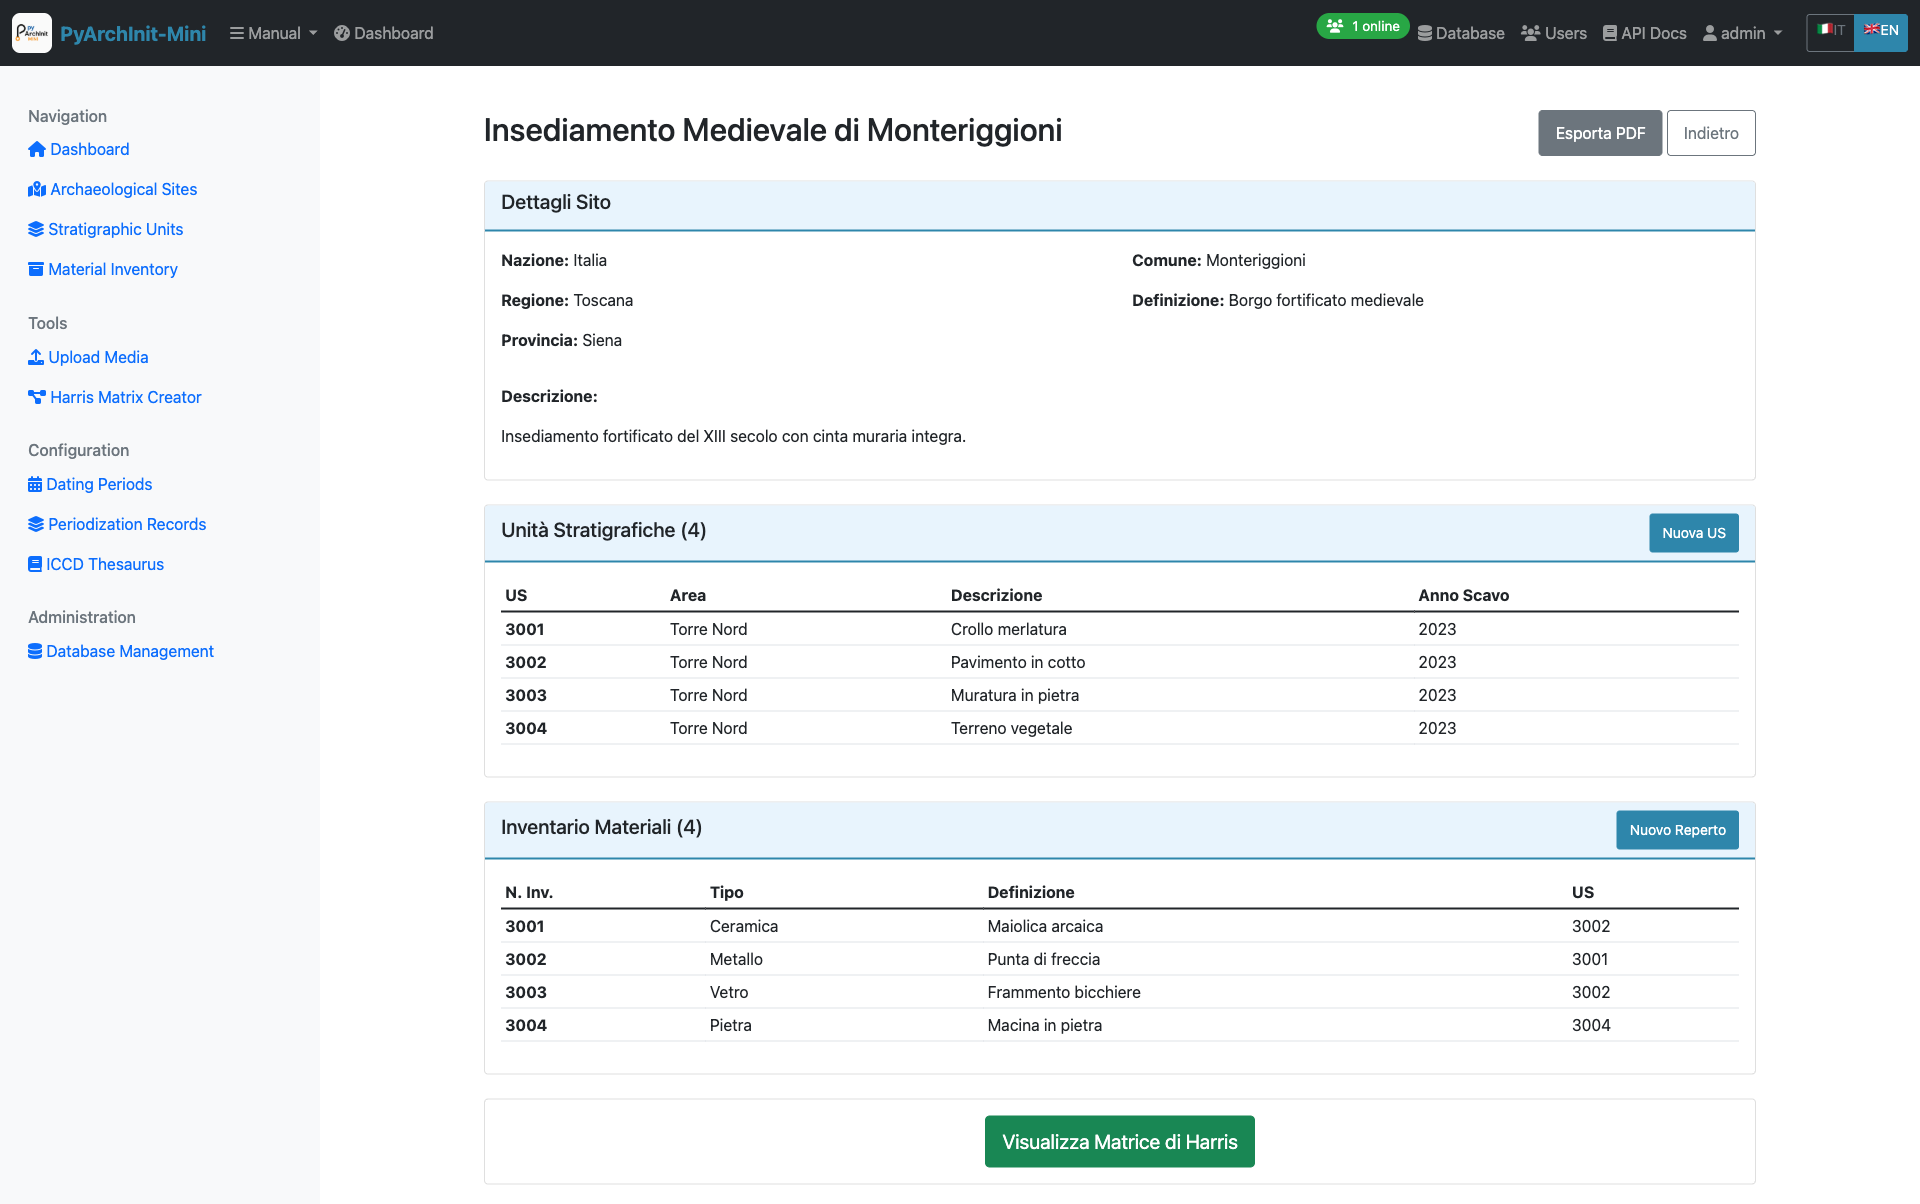 PyArchInit-Mini
Manual
Dashboard
1 online
Database
Users
API Docs
admin
IT
EN
Navigation
Dashboard
Archaeological Sites
Stratigraphic Units
Material Inventory
Tools
Upload Media
Harris Matrix Creator
Configuration
Dating Periods
Periodization Records
ICCD Thesaurus
Administration
Database Management
Insediamento Medievale di Monteriggioni
Esporta PDF
Indietro
Dettagli Sito
Nazione: Italia
Comune: Monteriggioni
Regione: Toscana
Definizione: Borgo fortificato medievale
Provincia: Siena
Descrizione:
Insediamento fortificato del XIII secolo con cinta muraria integra.
Unità Stratigrafiche (4)
Nuova US
US Area Descrizione Anno Scavo
3001 Torre Nord Crollo merlatura 2023
3002 Torre Nord Pavimento in cotto 2023
3003 Torre Nord Muratura in pietra 2023
3004 Torre Nord Terreno vegetale 2023
Inventario Materiali (4)
Nuovo Reperto
N. Inv. Tipo Definizione US
3001 Ceramica Maiolica arcaica 3002
3002 Metallo Punta di freccia 3001
3003 Vetro Frammento bicchiere 3002
3004 Pietra Macina in pietra 3004
Visualizza Matrice di Harris